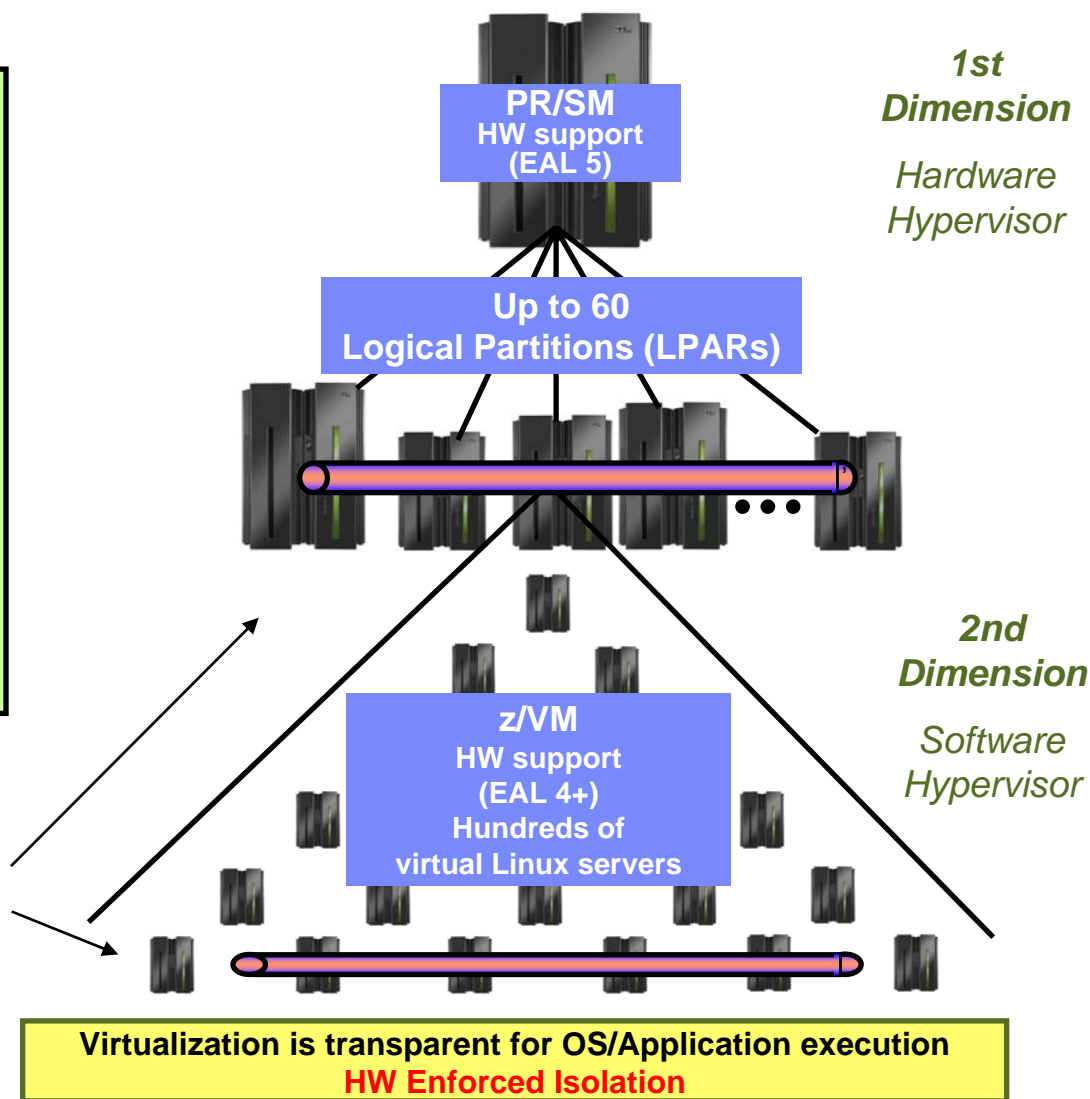 PR/SM
HW support
(EAL 5)
1st
Dimension
Hardware
Hypervisor
Up to 60
Logical Partitions (LPARs)
2nd
Dimension
Software
Hypervisor
z/VM
HW support
(EAL 4+)
Hundreds of
virtual Linux servers
Virtualization is transparent for OS/Application execution
HW Enforced Isolation